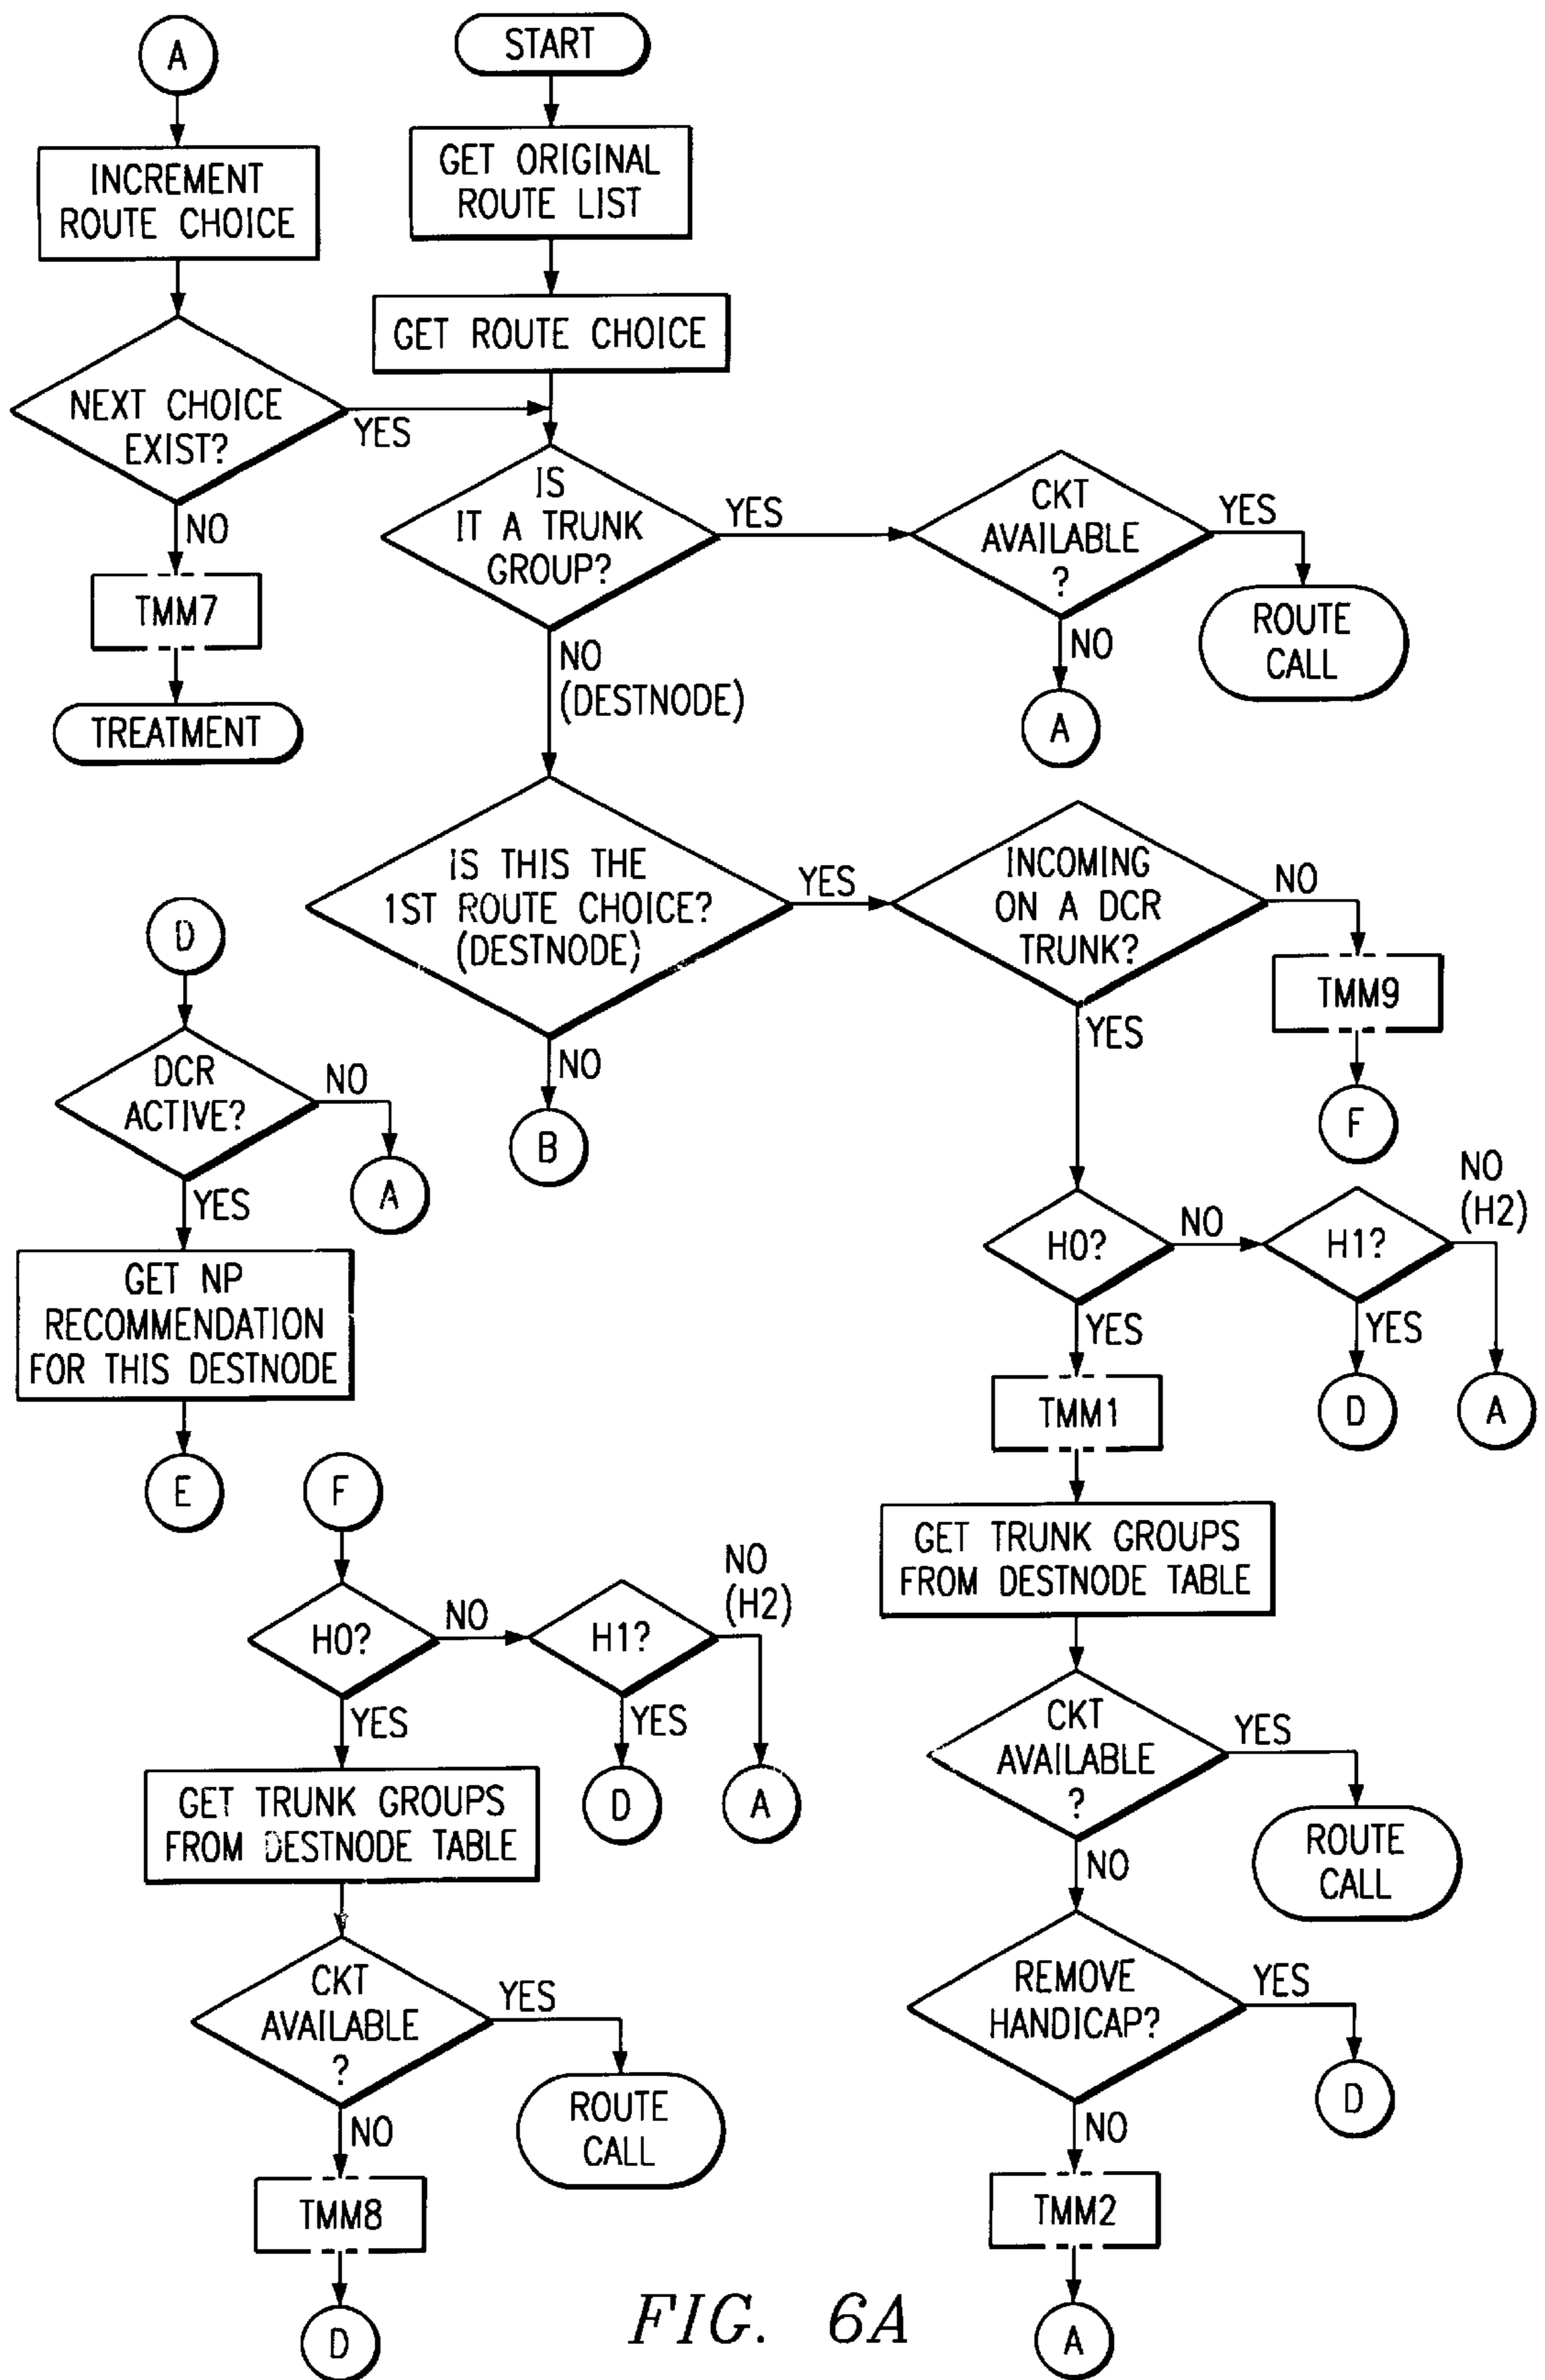 A
INCREMENT
ROUTE CHOICE
NEXT CHOICE
EXIST?
YES
NO
TMM7
TREATMENT
START
GET ORIGINAL
ROUTE LIST
GET ROUTE CHOICE
IS
IT A TRUNK
GROUP?
YES
CKT
AVAILABLE
?
YES
ROUTE
CALL
NO
A
NO
(DESTNODE)
IS THIS THE
1ST ROUTE CHOICE?
(DESTNODE)
YES
NO
B
INCOMING
ON A DCR
TRUNK?
NO
TMM9
F
YES
H0?
NO
H1?
NO
(H2)
YES
D
A
YES
TMM1
GET TRUNK GROUPS
FROM DESTNODE TABLE
CKT
AVAILABLE
?
YES
ROUTE
CALL
NO
REMOVE
HANDICAP?
YES
D
NO
TMM2
A
D
DCR
ACTIVE?
NO
A
YES
GET NP
RECOMMENDATION
FOR THIS DESTNODE
E
F
H0?
NO
H1?
NO
(H2)
YES
D
A
YES
GET TRUNK GROUPS
FROM DESTNODE TABLE
CKT
AVAILABLE
?
YES
ROUTE
CALL
NO
TMM8
D
FIG. 6A